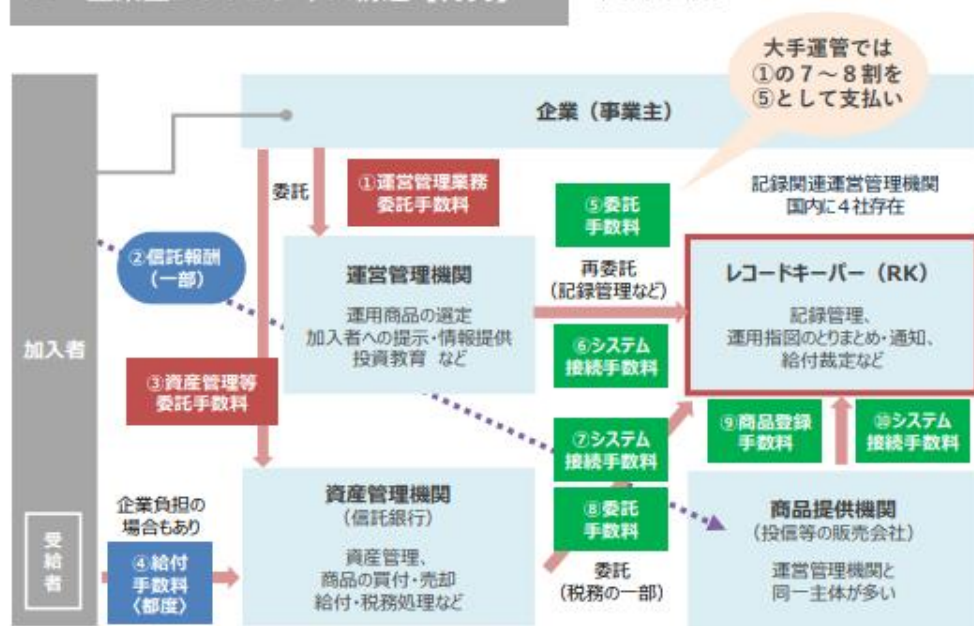 大手運管では
①の7~8割を
⑤として支払い
企業（事業主）
委託
①運営管理業務
委託手数料
⑤委託
手数料
記録関連運営管理機関
国内に4社存在
②信託報酬
（一部）
運営管理機関
運用商品の選定
加入者への提示・情報提供
投資教育 など
再委託
（記録管理など）
レコードキーパー（RK）
記録管理、
運用指図のとりまとめ・通知、
給付裁定など
加入者
③資産管理等
委託手数料
⑥システム
接続手数料
⑦システム
接続手数料
⑨商品登録
手数料
⑩システム
接続手数料
企業負担の
場合もあり
資産管理機関
（信託銀行）
資産管理、
商品の買付・売却
給付・税務処理など
⑧委託
手数料
商品提供機関
（投信等の販売会社）
運営管理機関と
同一主体が多い
受給者
④給付
手数料
〈都度〉
委託
（税務の一部）